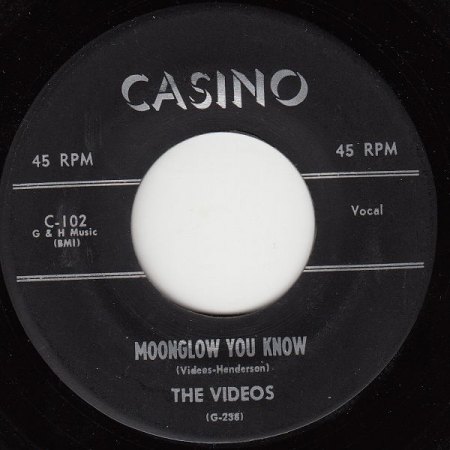 CASINO
45 RPM 45 RPM
C-102 Vocal
G & H Music
(BMI)
MOONGLOW YOU KNOW
(Videos-Henderson)
THE VIDEOS
(G-238)